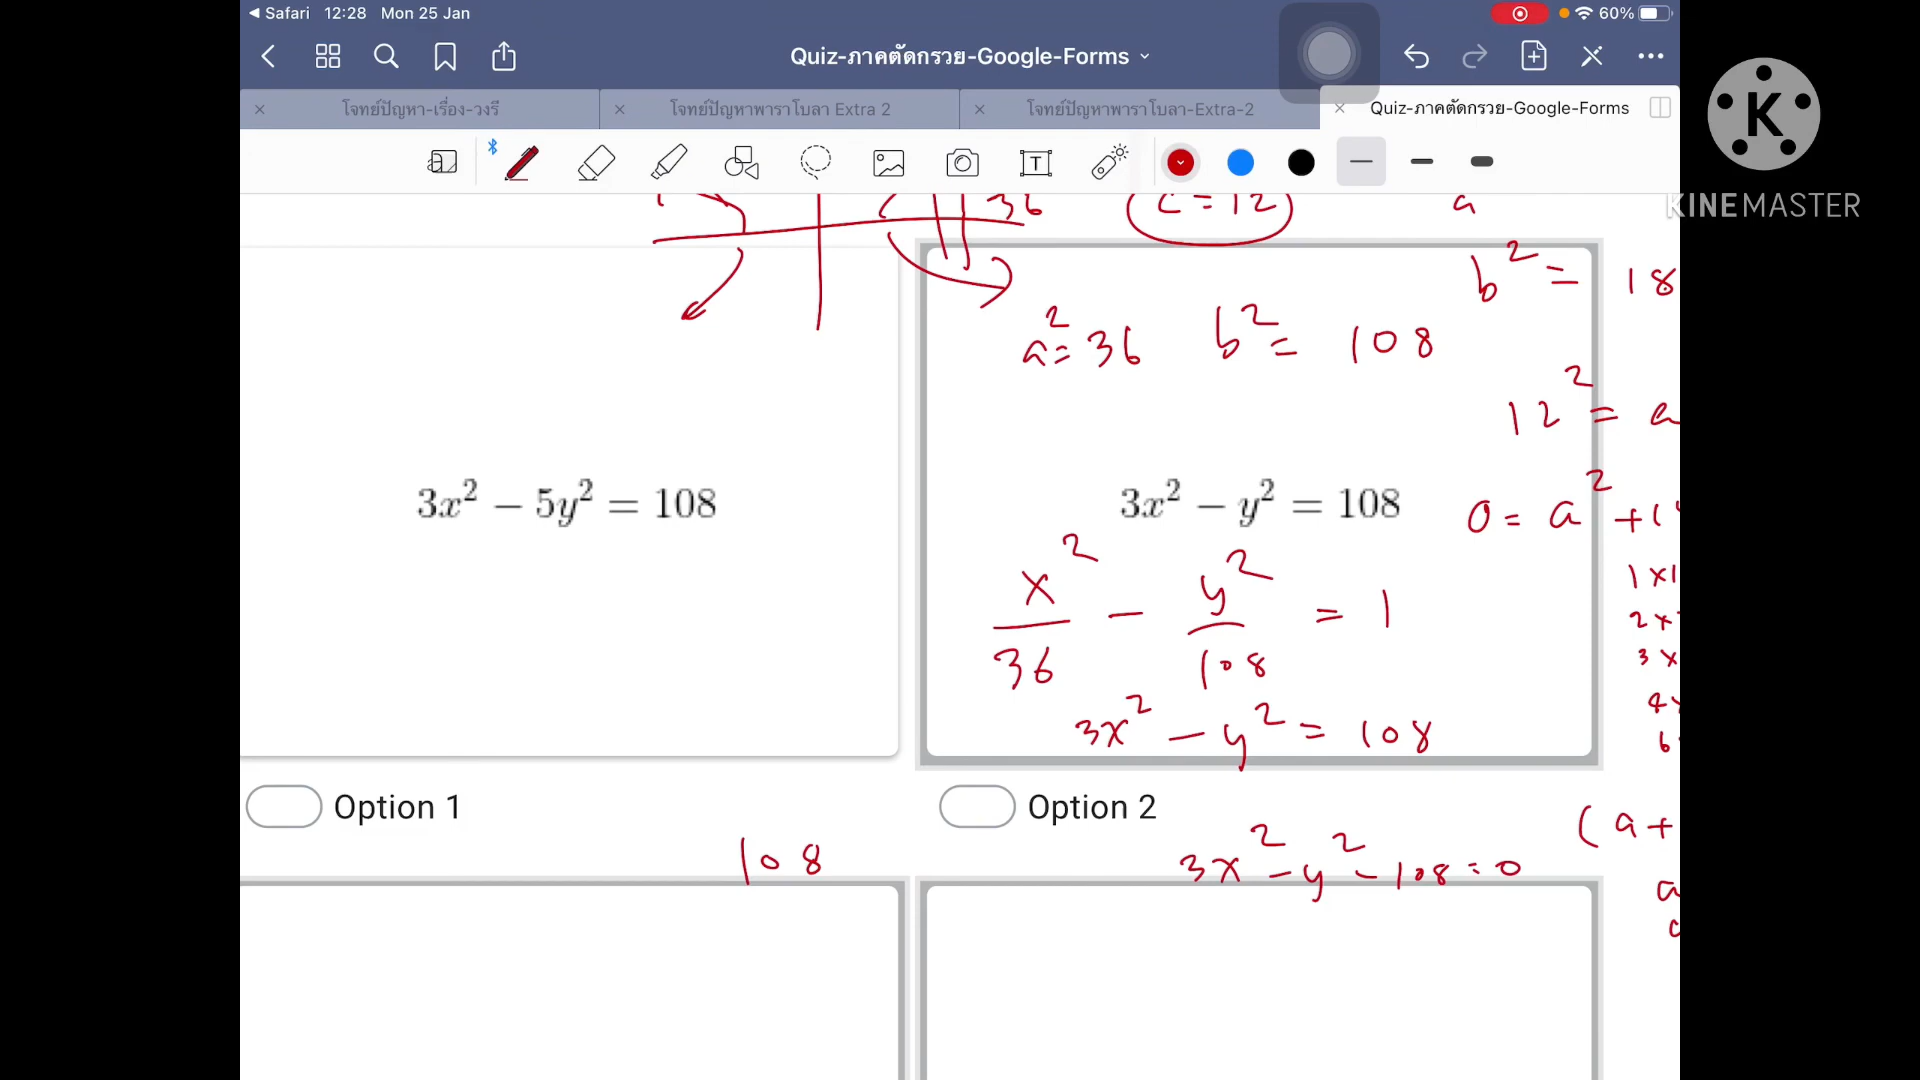 Safari 12:28 Mon 25 Jan 60%
Quiz-ภาคตัดกรวย-Google-Forms
โจทย์ปัญหา-เรื่อง-วงรี โจทย์ปัญหาพาราโบลา Extra 2 โจทย์ปัญหาพาราโบลา-Extra-2 Quiz-ภาคตัดกรวย-Google-Forms
K
KINEMASTER
36 c = 12 a
b² = 18
a² = 36 b² = 108
12² = a
3x² − 5y² = 108
3x² − y² = 108
0 = a² + 1
x²/36 − y²/108 = 1
1 x 1
2 x
3 x
4
6
3x² − y² = 108
Option 1
Option 2
(a +
108
3x² − y² − 108 = 0
a